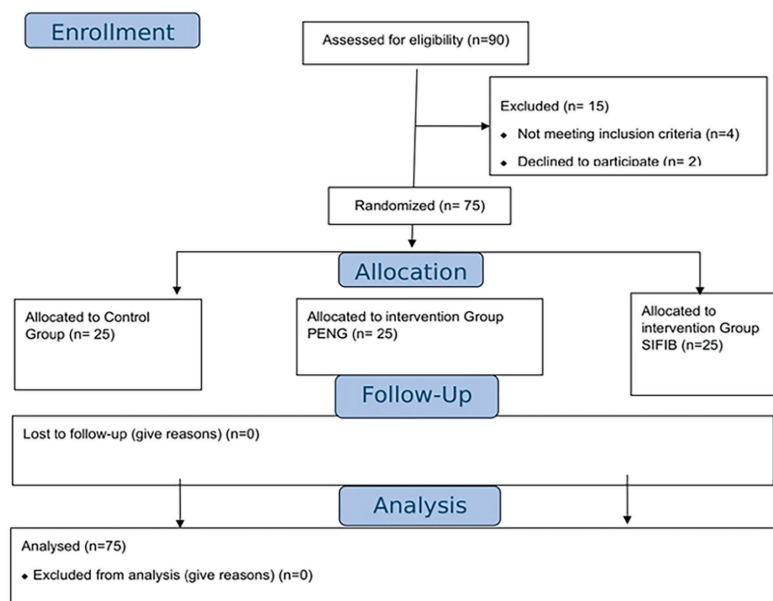 Enrollment
Assessed for eligibility (n=90)
Excluded (n= 15)
◆ Not meeting inclusion criteria (n=4)
◆ Declined to participate (n= 2)
Randomized (n= 75)
Allocation
Allocated to Control
Group (n= 25)
Allocated to intervention Group
PENG (n= 25)
Allocated to
intervention Group
SIFIB (n=25)
Follow-Up
Lost to follow-up (give reasons) (n=0)
Analysis
Analysed (n=75)
◆ Excluded from analysis (give reasons) (n=0)